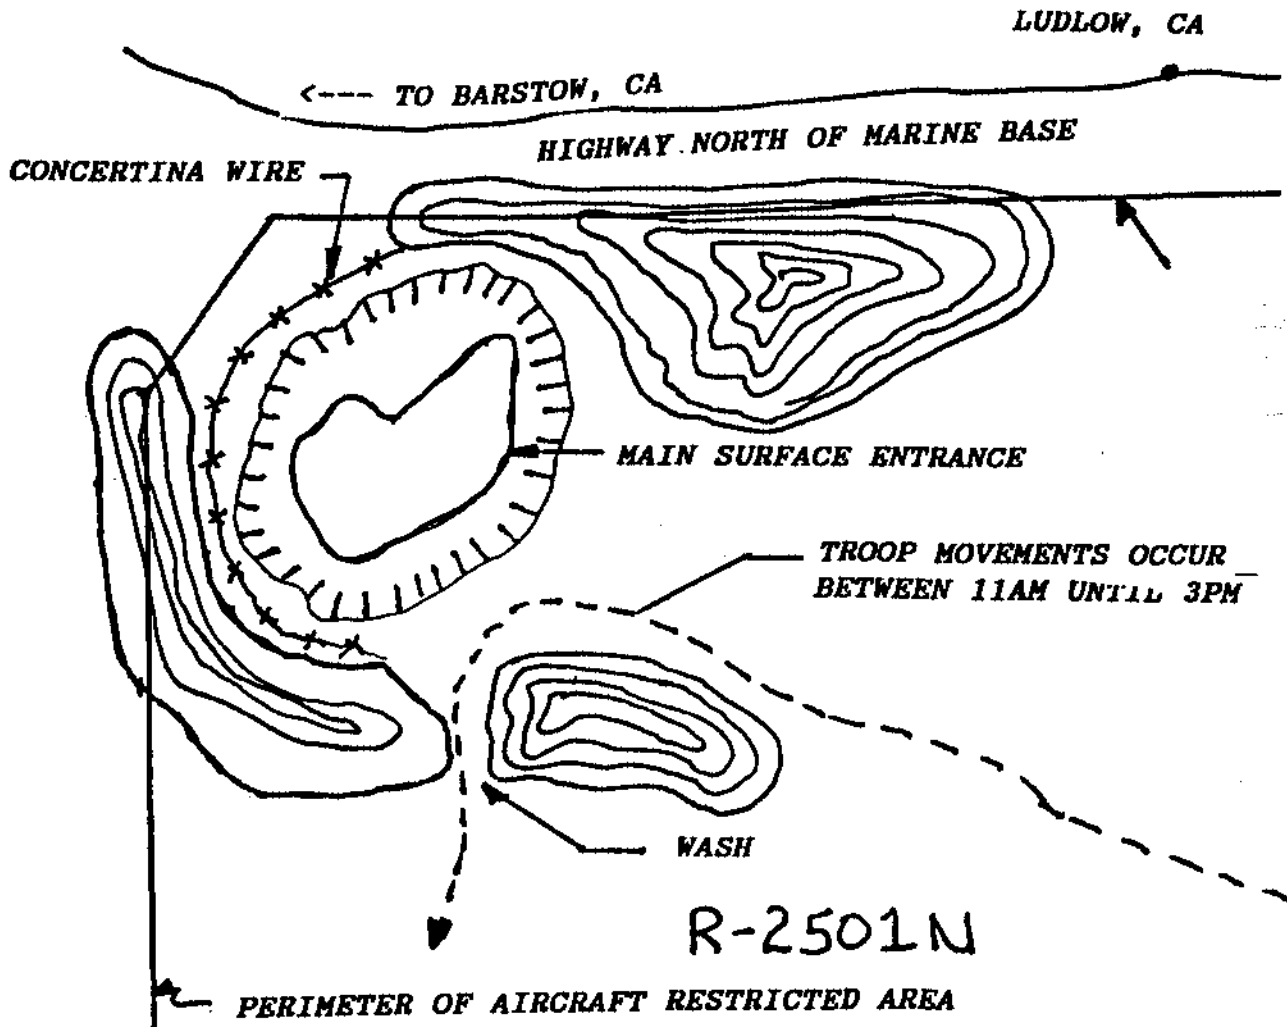 LUDLOW, CA
<--- TO BARSTOW, CA
HIGHWAY NORTH OF MARINE BASE
CONCERTINA WIRE
MAIN SURFACE ENTRANCE
TROOP MOVEMENTS OCCUR
BETWEEN 11AM UNTIL 3PM
WASH
R-2501N
PERIMETER OF AIRCRAFT RESTRICTED AREA